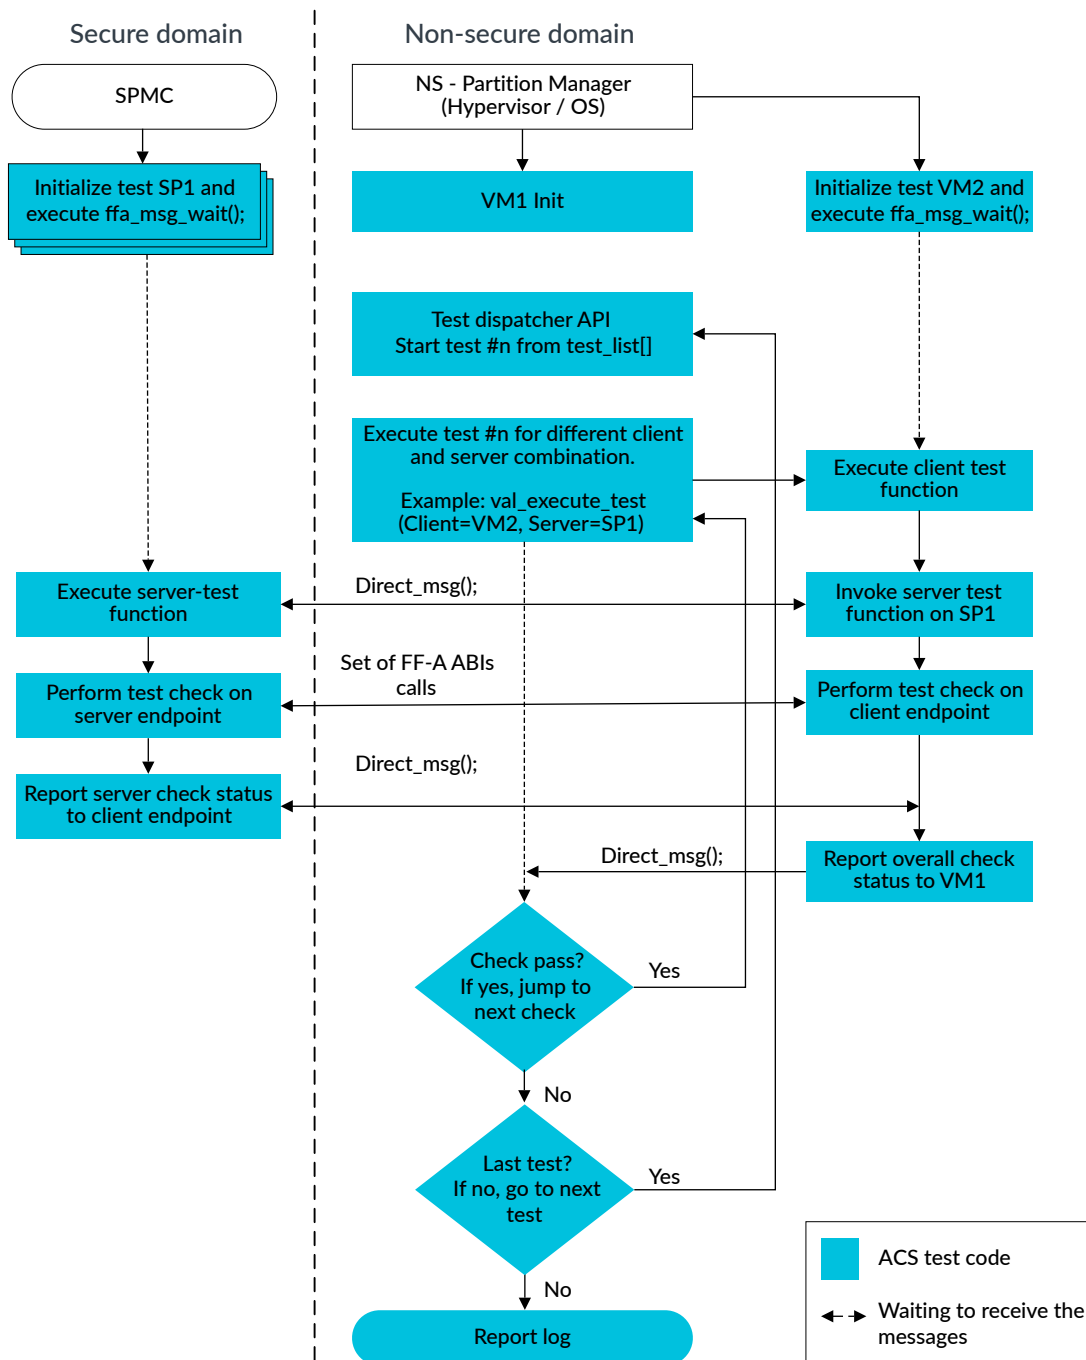 Secure domain
Non-secure domain
SPMC
NS - Partition Manager
(Hypervisor / OS)
Initialize test SP1 and
execute ffa_msg_wait();
VM1 Init
Initialize test VM2 and
execute ffa_msg_wait();
Test dispatcher API
Start test #n from test_list[]
Execute test #n for different client
and server combination.
Example: val_execute_test
(Client=VM2, Server=SP1)
Execute client test
function
Execute server-test
function
Direct_msg();
Invoke server test
function on SP1
Set of FF-A ABIs
calls
Perform test check on
server endpoint
Perform test check on
client endpoint
Direct_msg();
Report server check status
to client endpoint
Direct_msg();
Report overall check
status to VM1
Check pass?
If yes, jump to
next check
Yes
No
Last test?
If no, go to next
test
Yes
No
Report log
ACS test code
Waiting to receive the
messages